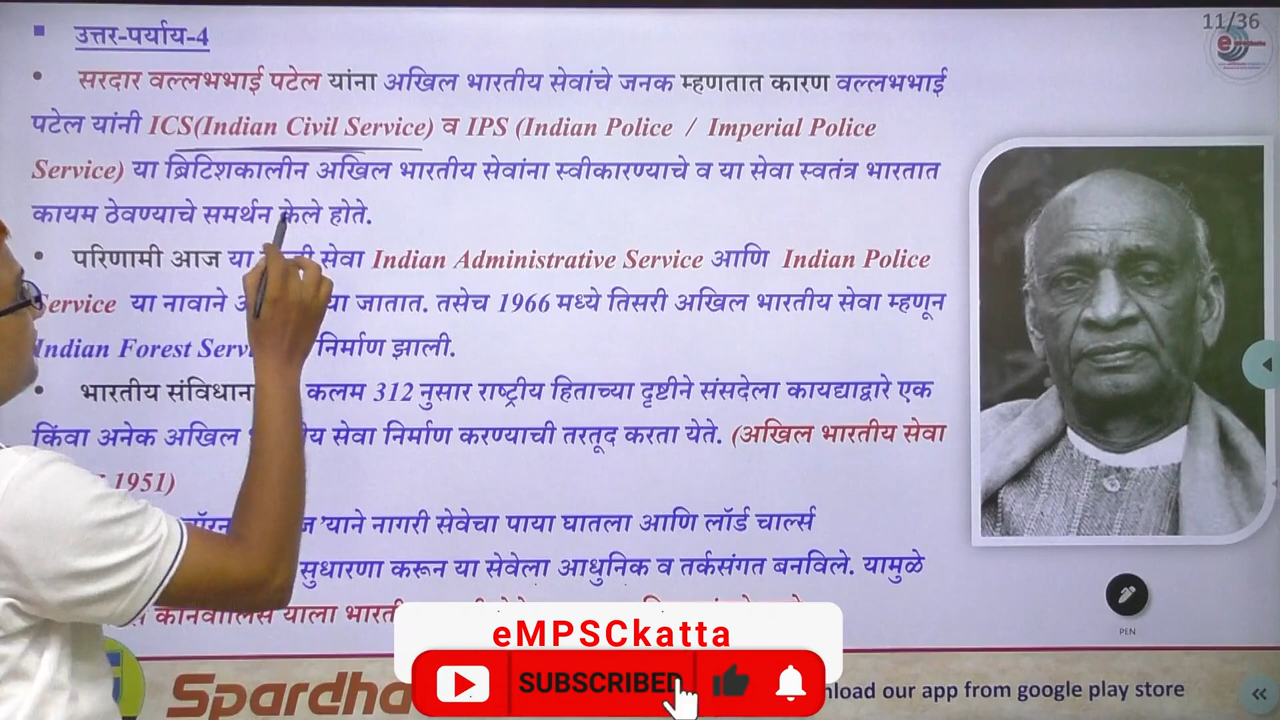 11/36
उत्तर-पर्याय-4
सरदार वल्लभभाई पटेल यांना अखिल भारतीय सेवांचे जनक म्हणतात कारण वल्लभभाई
पटेल यांनी ICS(Indian Civil Service) व IPS (Indian Police / Imperial Police
Service) या ब्रिटिशकालीन अखिल भारतीय सेवांना स्वीकारण्याचे व या सेवा स्वतंत्र भारतात
कायम ठेवण्याचे समर्थन केले होते.
परिणामी आज या सेवा Indian Administrative Service आणि Indian Police
Service या नावाने जातात. तसेच 1966 मध्ये तिसरी अखिल भारतीय सेवा म्हणून
Indian Forest निर्माण झाली.
भारतीय संविधान कलम 312 नुसार राष्ट्रीय हिताच्या दृष्टीने संसदेला कायद्याद्वारे एक
किंवा अनेक अखिल सेवा निर्माण करण्याची तरतूद करता येते. (अखिल भारतीय सेवा
1951)
याने नागरी सेवेचा पाया घातला आणि लॉर्ड चार्ल्स
सुधारणा करून या सेवेला आधुनिक व तर्कसंगत बनविले. यामुळे
याला
PEN
eMPSCkatta
SUBSCRIBED
Spardha
our app from google play store